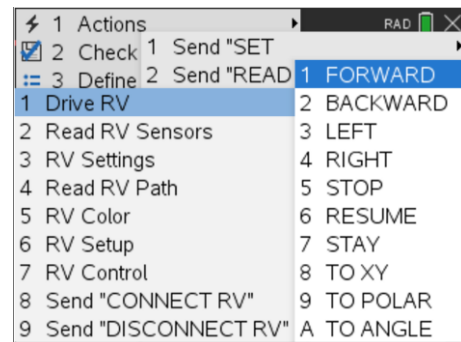 1 Actions
RAD
2 Check
3 Define
1 Send "SET
2 Send "READ
1 Drive RV
2 Read RV Sensors
3 RV Settings
4 Read RV Path
5 RV Color
6 RV Setup
7 RV Control
8 Send "CONNECT RV"
9 Send "DISCONNECT RV"
1 FORWARD
2 BACKWARD
3 LEFT
4 RIGHT
5 STOP
6 RESUME
7 STAY
8 TO XY
9 TO POLAR
A TO ANGLE